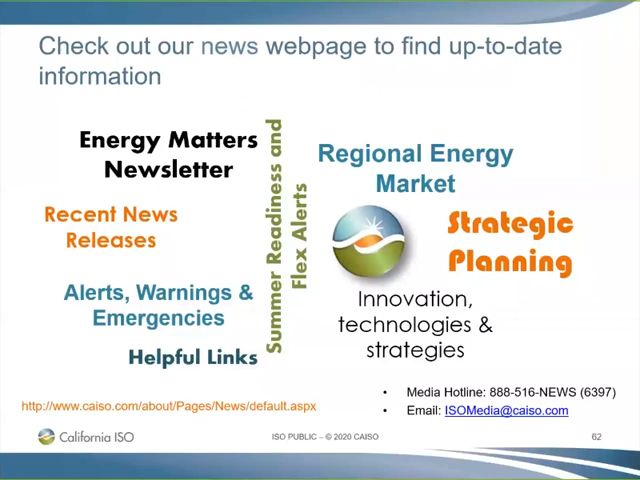 Check out our news webpage to find up-to-date
information
Energy Matters
Newsletter
Recent News
Releases
Alerts, Warnings &
Emergencies
Helpful Links
Summer Readiness and
Flex Alerts
Regional Energy
Market
Strategic
Planning
Innovation,
technologies &
strategies
http://www.caiso.com/about/Pages/News/default.aspx
• Media Hotline: 888-516-NEWS (6397)
• Email: ISOMedia@caiso.com
California ISO
ISO PUBLIC – © 2020 CAISO
62